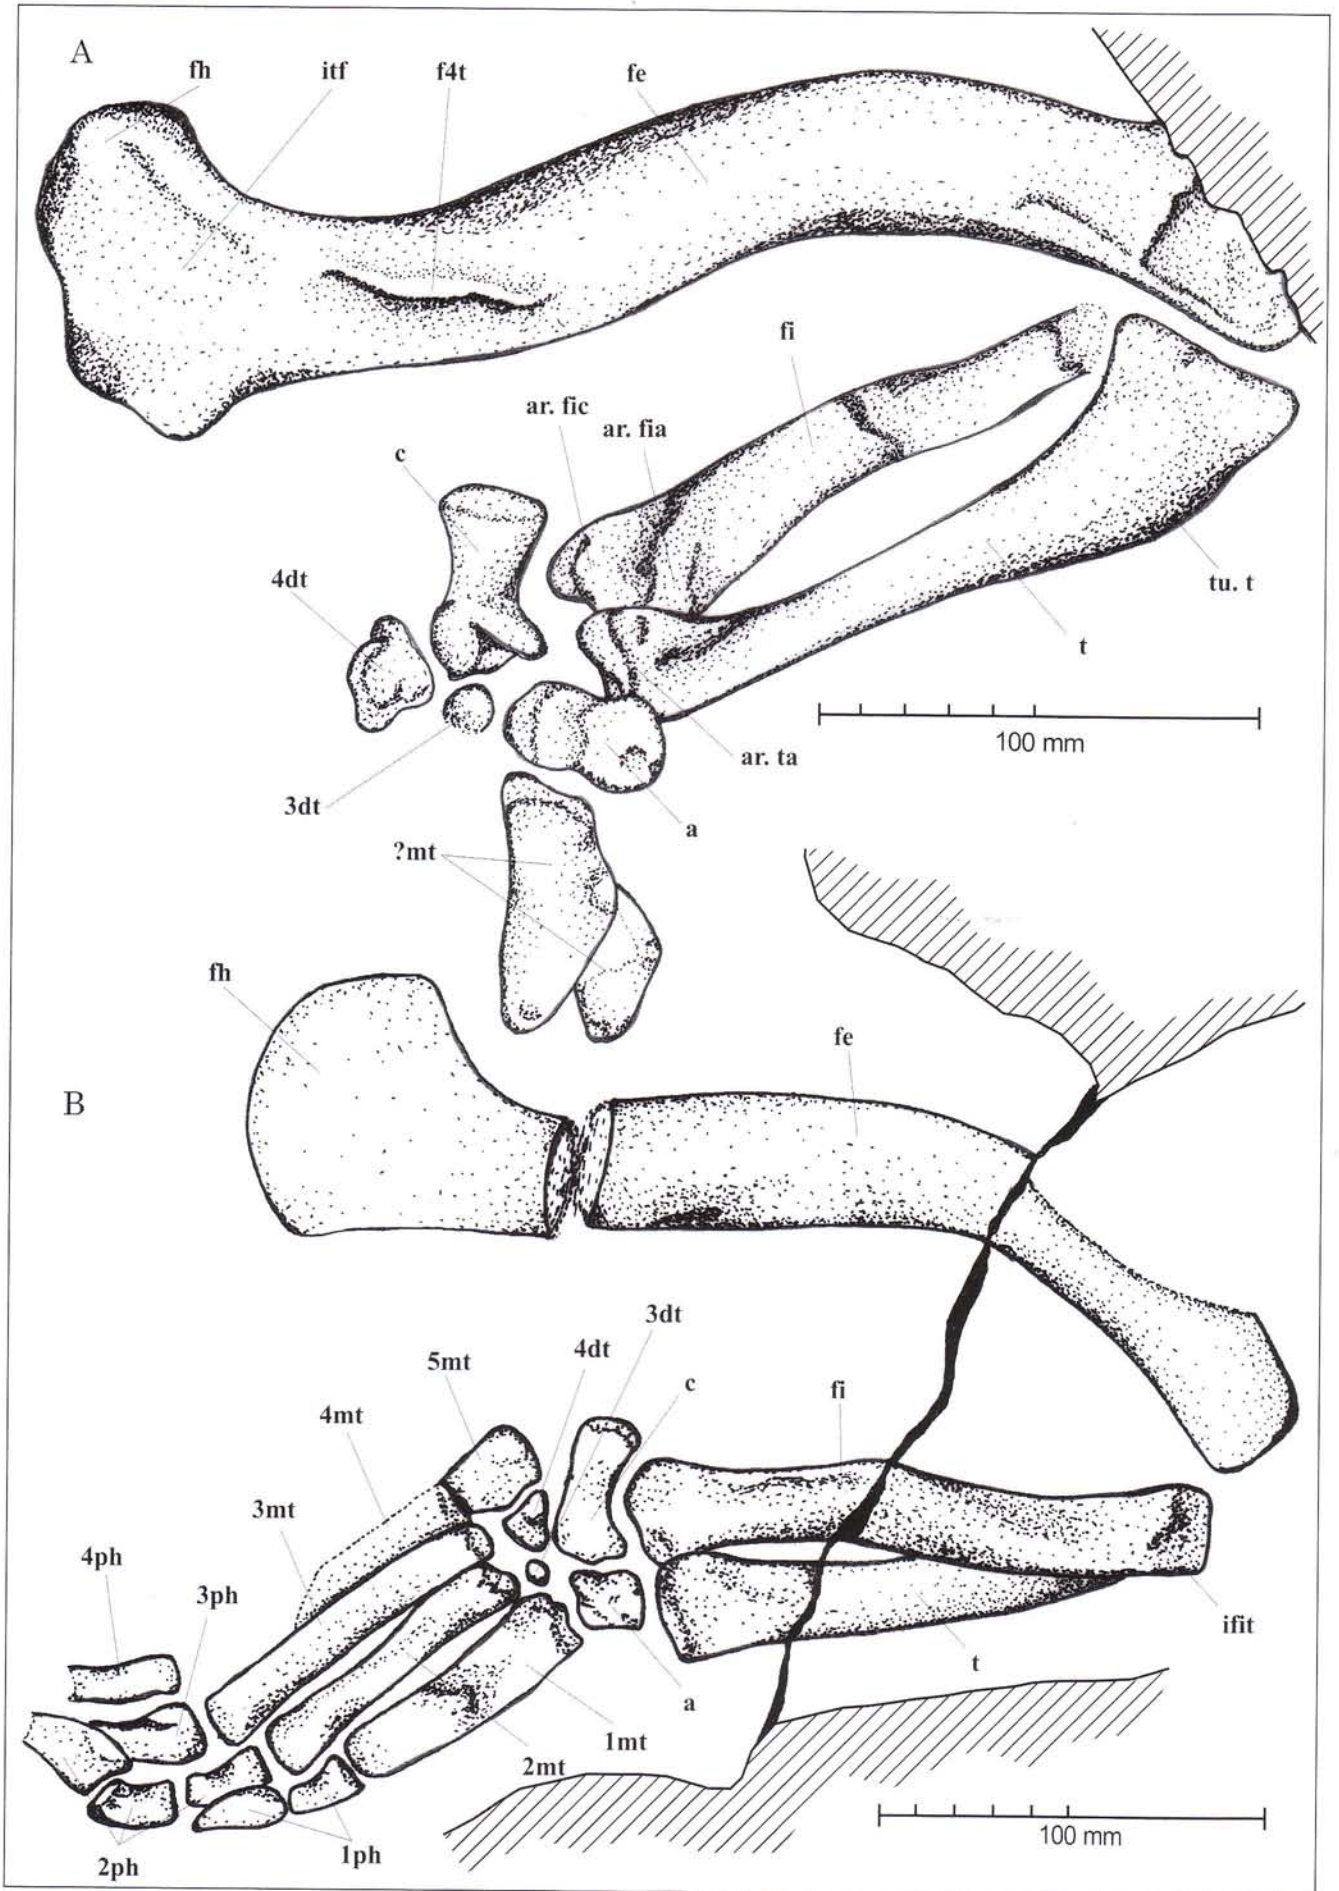 A
fh
itf
f4t
fe
fi
ar. fic
ar. fia
c
4dt
tu. t
t
100 mm
ar. ta
3dt
a
?mt
fh
fe
B
3dt
4dt
5mt
c
fi
4mt
3mt
4ph
3ph
ifit
t
a
1mt
2mt
100 mm
1ph
2ph